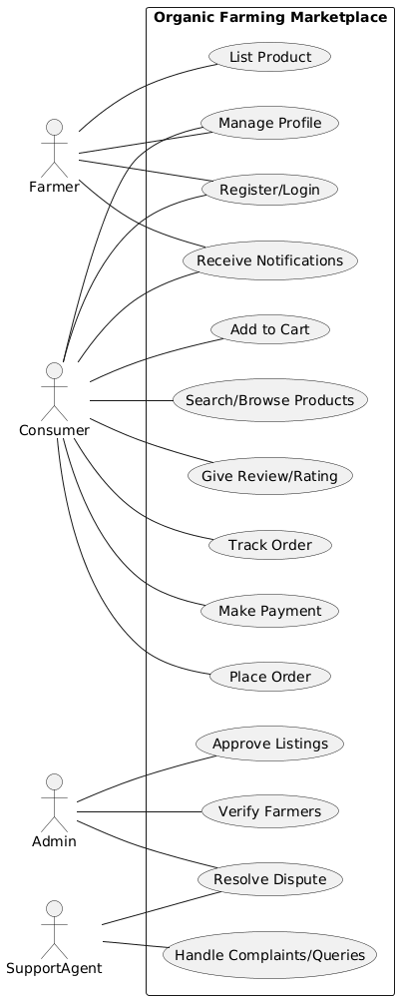 Organic Farming Marketplace
List Product
Manage Profile
Farmer
Register/Login
Receive Notifications
Add to Cart
Search/Browse Products
Consumer
Give Review/Rating
Track Order
Make Payment
Place Order
Approve Listings
Verify Farmers
Admin
Resolve Dispute
Handle Complaints/Queries
SupportAgent